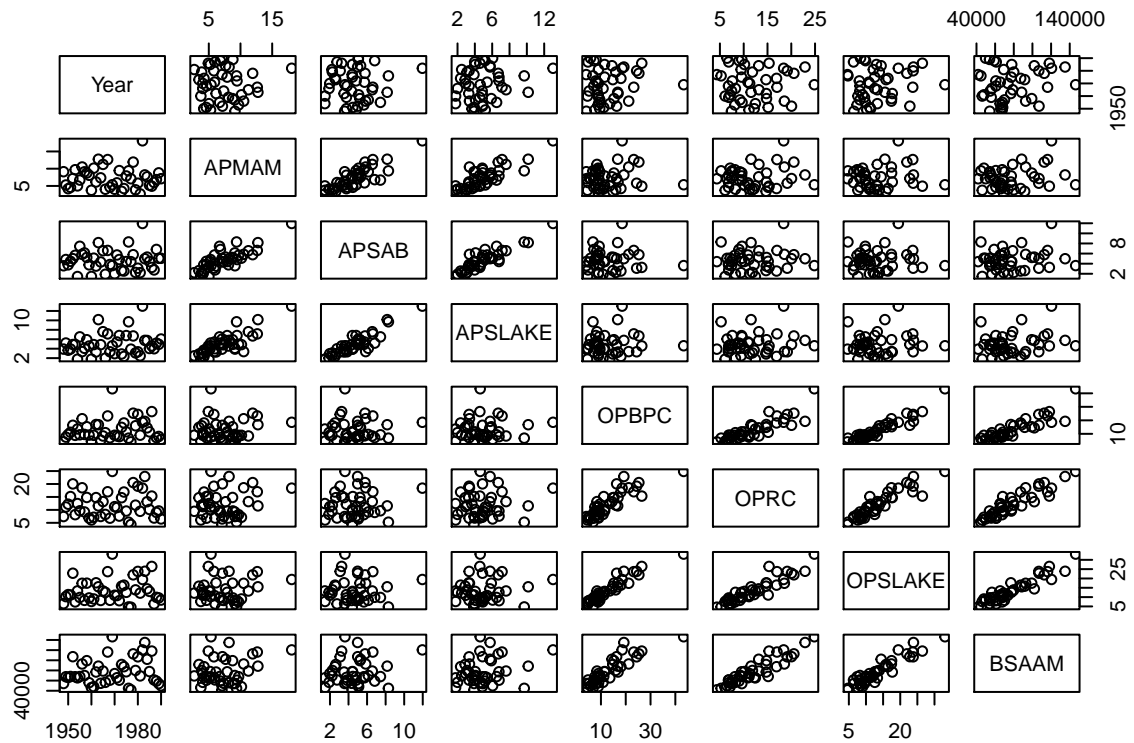 5 15 2 6 12 5 15 25 40000 140000
Year 1950
5 APMAM
APSAB 2 8
2 10 APSLAKE
OPBPC 10
5 20 OPRC
OPSLAKE 5 25
40000 BSAAM
1950 1980 2 6 10 10 30 5 20